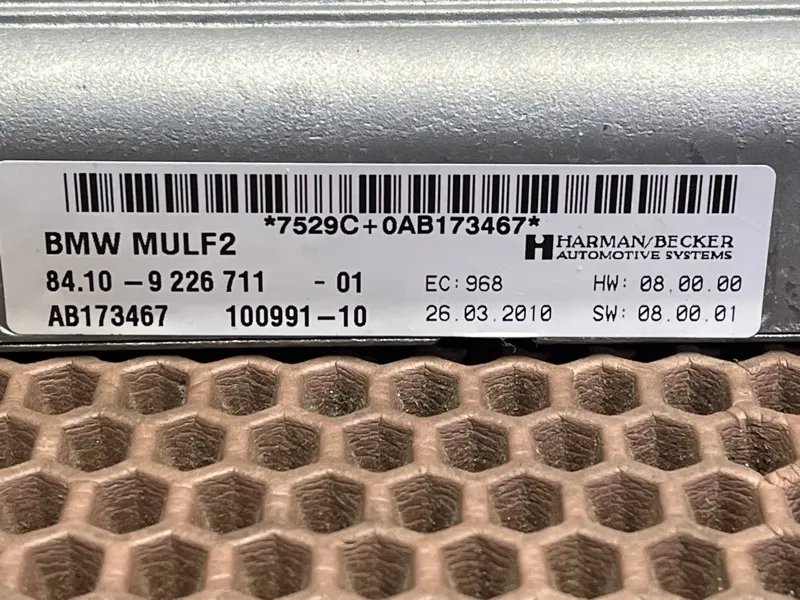 *7529C+0AB173467*
BMW MULF2
HARMAN/BECKER
AUTOMOTIVE SYSTEMS
84.10 - 9 226 711 - 01 EC: 968 HW: 08.00.00
AB173467 100991-10 26.03.2010 SW: 08.00.01